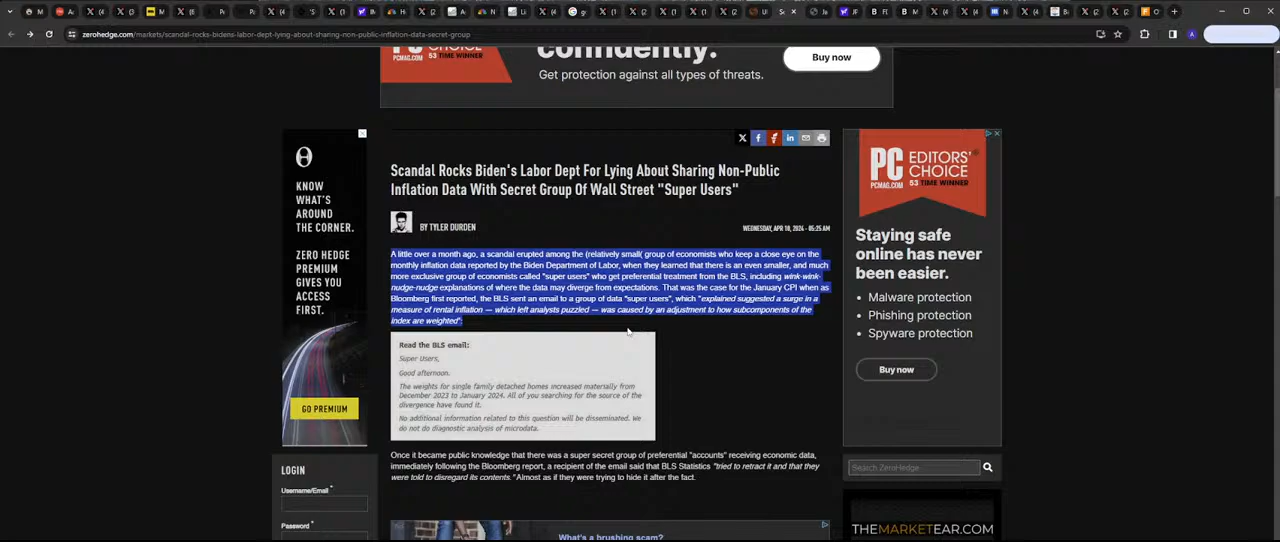 zerohedge.com/markets/scandal-rocks-bidens-labor-dept-for-lying-about-sharing-non-public-inflation-data-secret-group
PCMAG.COM 53 TIME WINNER
confidently.
Get protection against all types of threats.
Buy now
KNOW
WHAT'S
AROUND
THE CORNER.
ZERO HEDGE
PREMIUM
GIVES YOU
ACCESS
FIRST.
GO PREMIUM
LOGIN
Username/Email *
Password *
Scandal Rocks Biden's Labor Dept For Lying About Sharing Non-Public
Inflation Data With Secret Group Of Wall Street "Super Users"
BY TYLER DURDEN
WEDNESDAY, APR 10, 2024 - 05:25 AM
A little over a month ago, a scandal erupted among the (relatively small( group of economists who keep a close eye on the
monthly inflation data reported by the Biden Department of Labor, when they learned that there is an even smaller, and much
more exclusive group of economists called "super users" who get preferential treatment from the BLS, including wink-wink-
nudge-nudge explanations of where the data may diverge from expectations. That was the case for the January CPI when as
Bloomberg first reported, the BLS sent an email to a group of data "super users", which "explained suggested a surge in a
measure of rental inflation — which left analysts puzzled — was caused by an adjustment to how subcomponents of the
index are weighted":
Read the BLS email:
Super Users,
Good afternoon.
The weights for single family detached homes increased materially from
December 2023 to January 2024. All of you searching for the source of the
divergence have found it.
No additional information related to this question will be disseminated. We
do not do diagnostic analysis of microdata.
Once it became public knowledge that there was a super secret group of preferential "accounts" receiving economic data,
immediately following the Bloomberg report, a recipient of the email said that BLS Statistics "tried to retract it and that they
were told to disregard its contents." Almost as if they were trying to hide it after the fact.
What's a brushing scam?
PC EDITORS'
CHOICE
PCMAG.COM 53 TIME WINNER
Staying safe
online has never
been easier.
• Malware protection
• Phishing protection
• Spyware protection
Buy now
Search ZeroHedge
THEMARKETEAR.COM